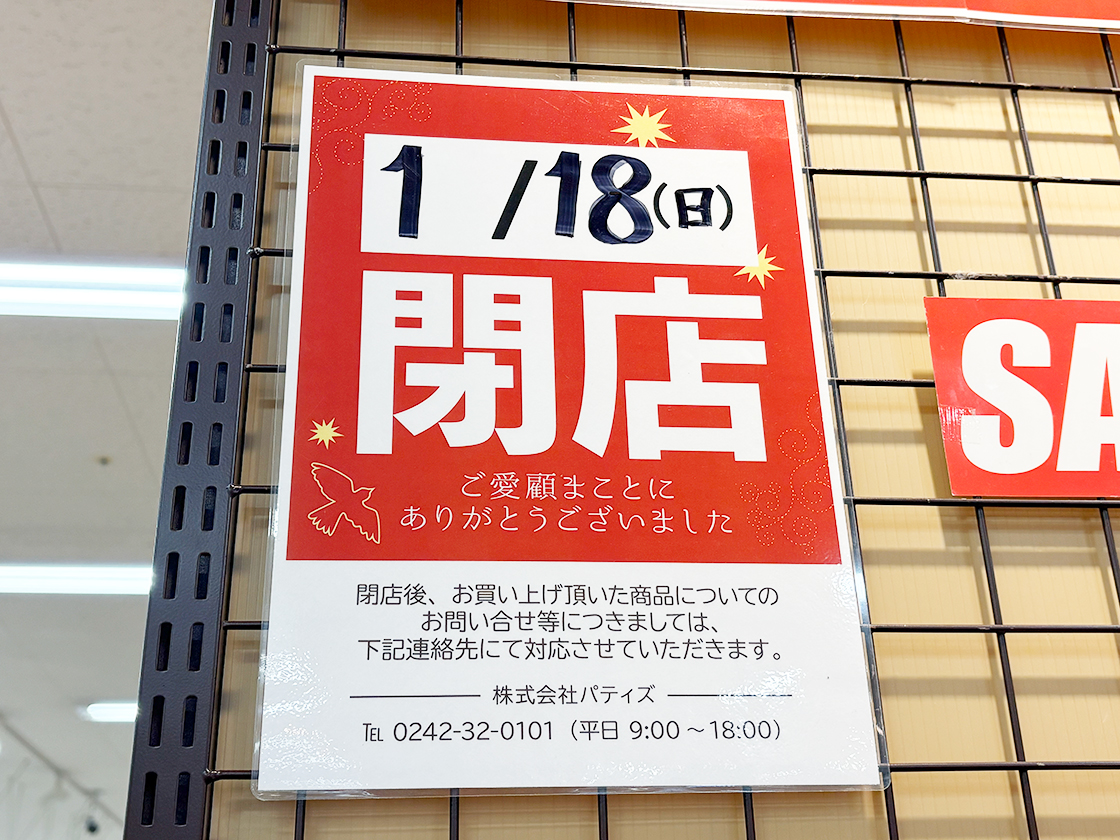 1/18(日)
閉店
ご愛顧まことに
ありがとうございました
閉店後、お買い上げ頂いた商品についての
お問い合せ等につきましては、
下記連絡先にて対応させていただきます。
株式会社パティズ
TEL 0242-32-0101（平日 9:00～18:00）
SA